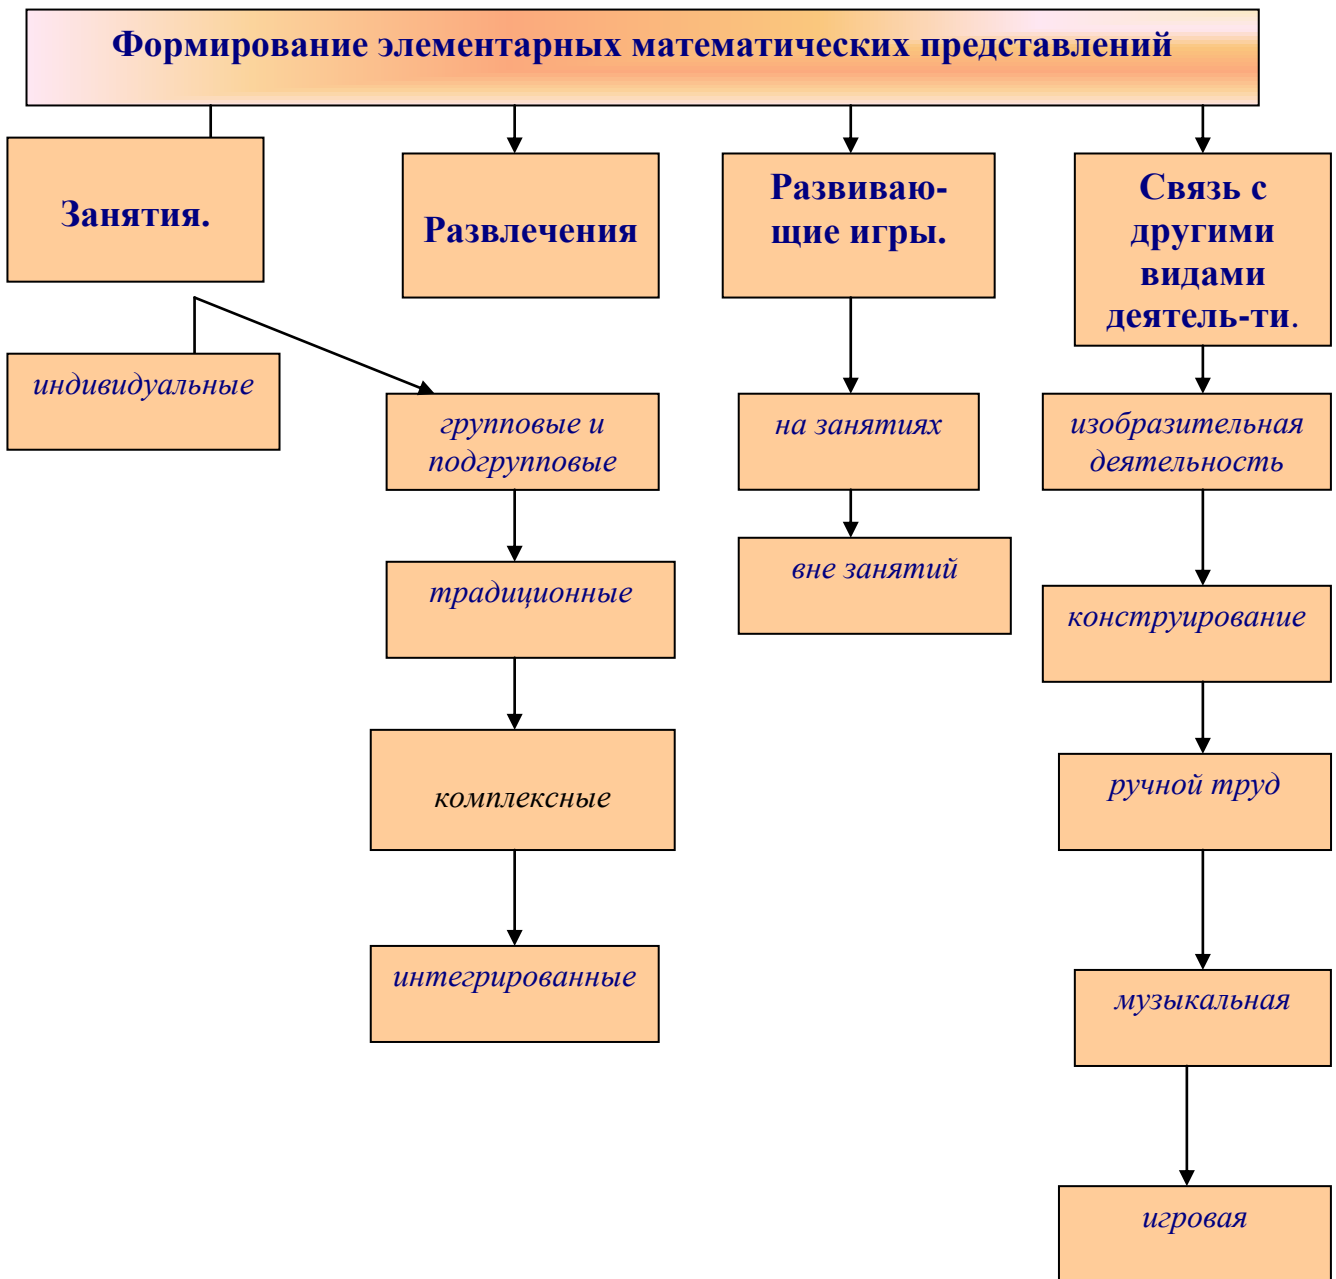 Формирование элементарных математических представлений
Занятия.
Развлечения
Развиваю-
щие игры.
Связь с
другими
видами
деятель-ти.
индивидуальные
групповые и
подгрупповые
на занятиях
изобразительная
деятельность
традиционные
вне занятий
конструирование
комплексные
ручной труд
интегрированные
музыкальная
игровая